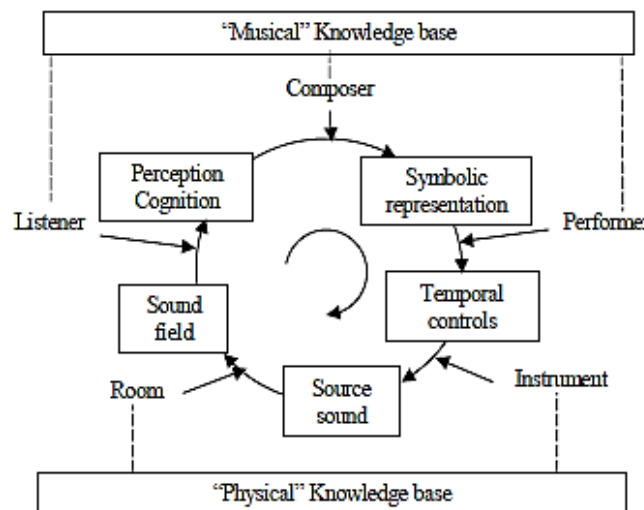 “Musical” Knowledge base
Composer
Perception
Cognition
Symbolic
representation
Listener
Performer
Sound
field
Temporal
controls
Room
Source
sound
Instrument
“Physical” Knowledge base